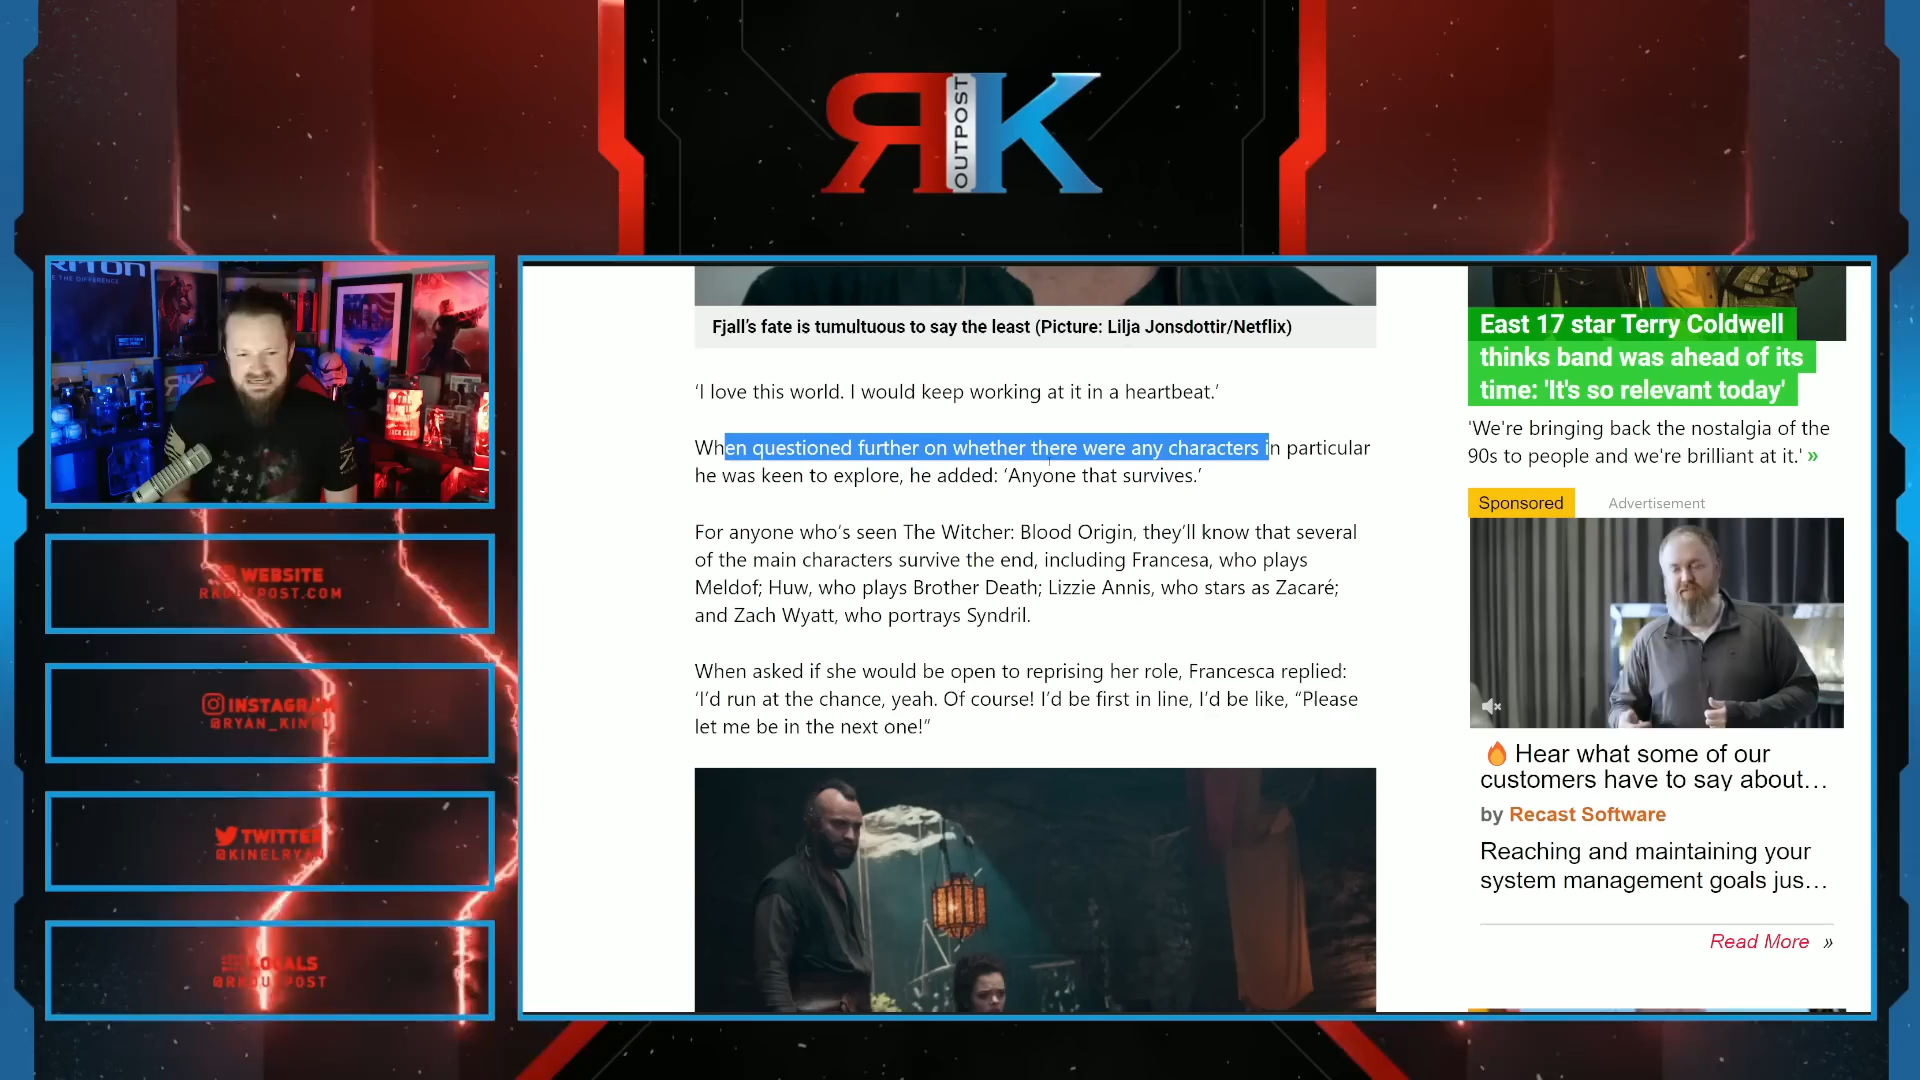 RK
OUTPOST
TRITON
E THE DIFFERENCE
WEBSITE
RKOUTPOST.COM
INSTAGRAM
@RYAN_KINEL
TWITTER
@KINELRYAN
LOCALS
@RKOUTPOST
Fjall’s fate is tumultuous to say the least (Picture: Lilja Jonsdottir/Netflix)
‘I love this world. I would keep working at it in a heartbeat.’
When questioned further on whether there were any characters in particular
he was keen to explore, he added: ‘Anyone that survives.’
For anyone who’s seen The Witcher: Blood Origin, they’ll know that several
of the main characters survive the end, including Francesa, who plays
Meldof; Huw, who plays Brother Death; Lizzie Annis, who stars as Zacaré;
and Zach Wyatt, who portrays Syndril.
When asked if she would be open to reprising her role, Francesca replied:
‘I’d run at the chance, yeah. Of course! I’d be first in line, I’d be like, “Please
let me be in the next one!”
East 17 star Terry Coldwell
thinks band was ahead of its
time: 'It's so relevant today'
'We're bringing back the nostalgia of the
90s to people and we're brilliant at it.' »
Sponsored
Advertisement
🔥 Hear what some of our
customers have to say about…
by Recast Software
Reaching and maintaining your
system management goals jus…
Read More »